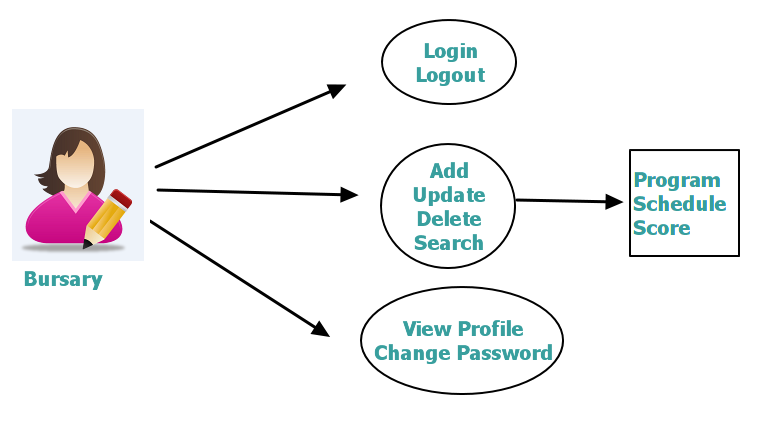 Login
Logout
Add
Update
Delete
Search
Program
Schedule
Score
Bursary
View Profile
Change Password